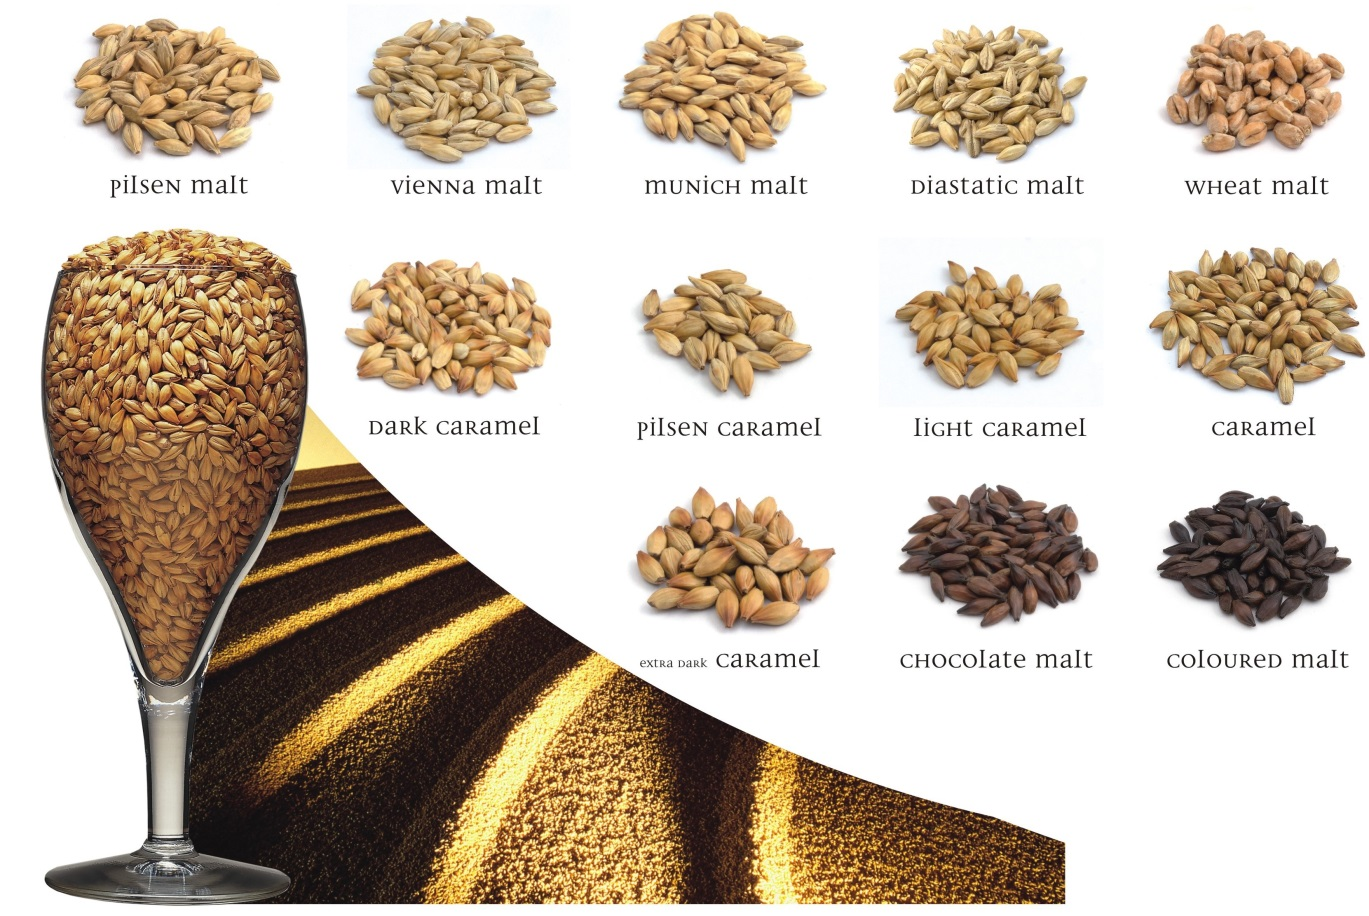 pilsen malt
vienna malt
munich malt
diastatic malt
wheat malt
dark caramel
pilsen caramel
light caramel
caramel
extra dark caramel
chocolate malt
coloured malt